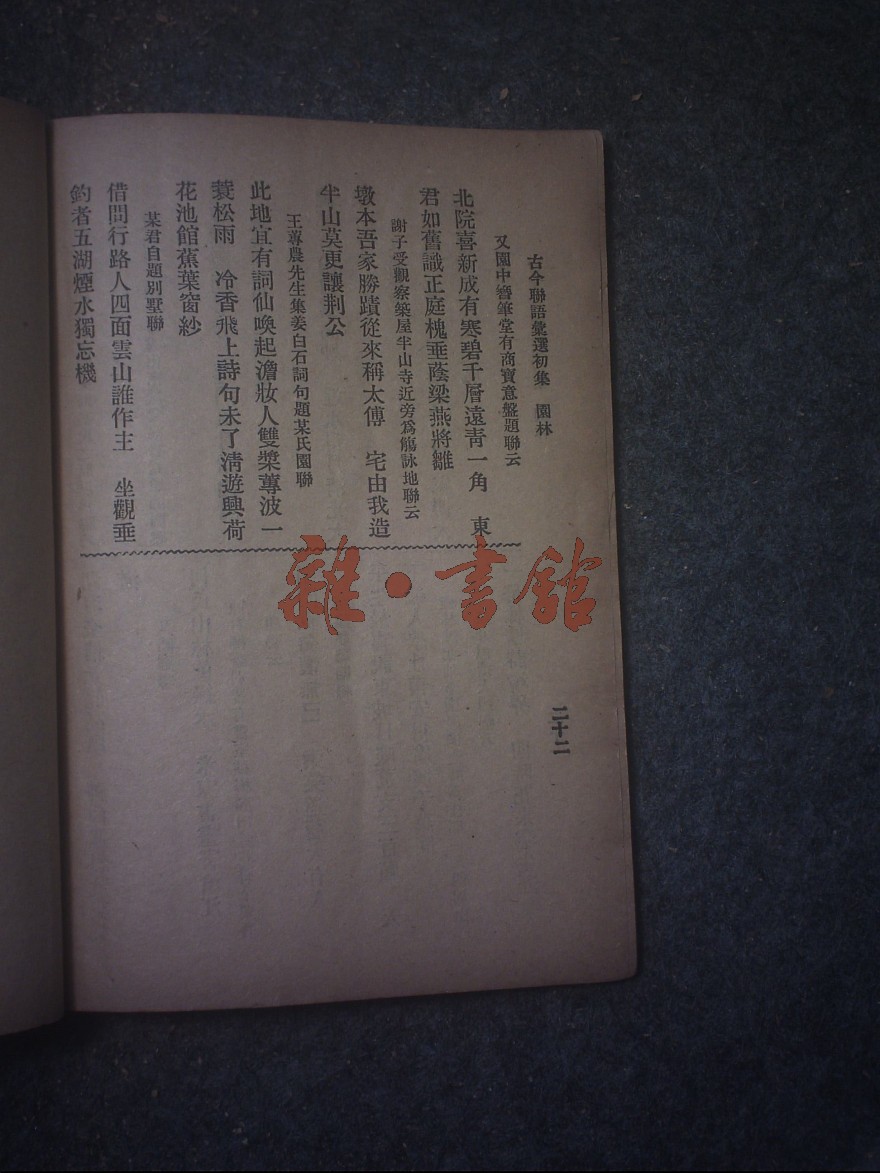 古今聯語彙選初集　園林
又園中簪筆堂有商寶意盤題聯云
北院喜新成有寒碧千層遠青一角　東
君如舊識正庭槐垂蔭梁燕將雛
謝子受觀察築屋半山寺近旁爲觴詠地聯云
墩本吾家勝蹟從來稱太傅　宅由我造
半山莫更讓荆公
王蓴農先生集姜白石詞句題某氏園聯
此地宜有詞仙喚起澹妝人雙槳蓴波一
蓑松雨　冷香飛上詩句未了清遊興荷
花池館蕉葉窗紗
某君自題別墅聯
借問行路人四面雲山誰作主　坐觀垂
釣者五湖煙水獨忘機
二十二
雜·書館